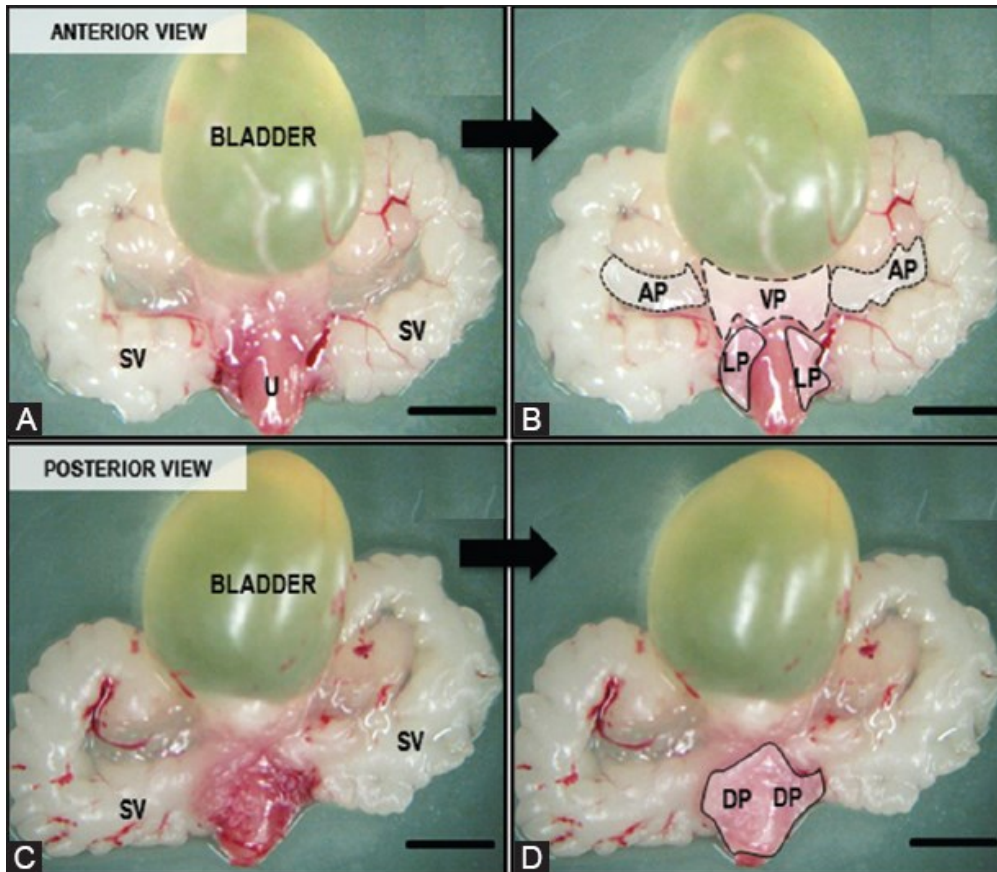 ANTERIOR VIEW
BLADDER
SV
SV
U
A
AP
VP
AP
LP
LP
B
POSTERIOR VIEW
BLADDER
SV
SV
C
DP DP
D